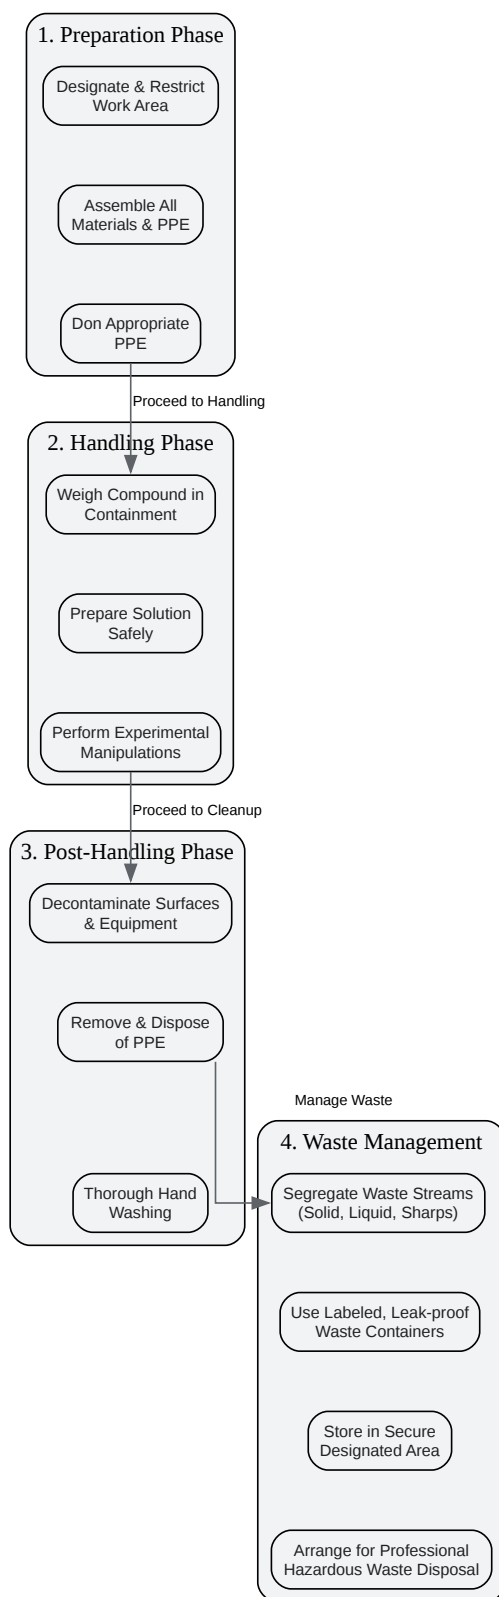 1. Preparation Phase
Designate & Restrict
Work Area
Assemble All
Materials & PPE
Don Appropriate
PPE
Proceed to Handling
2. Handling Phase
Weigh Compound in
Containment
Prepare Solution
Safely
Perform Experimental
Manipulations
Proceed to Cleanup
3. Post-Handling Phase
Decontaminate Surfaces
& Equipment
Remove & Dispose
of PPE
Thorough Hand
Washing
Manage Waste
4. Waste Management
Segregate Waste Streams
(Solid, Liquid, Sharps)
Use Labeled, Leak-proof
Waste Containers
Store in Secure
Designated Area
Arrange for Professional
Hazardous Waste Disposal